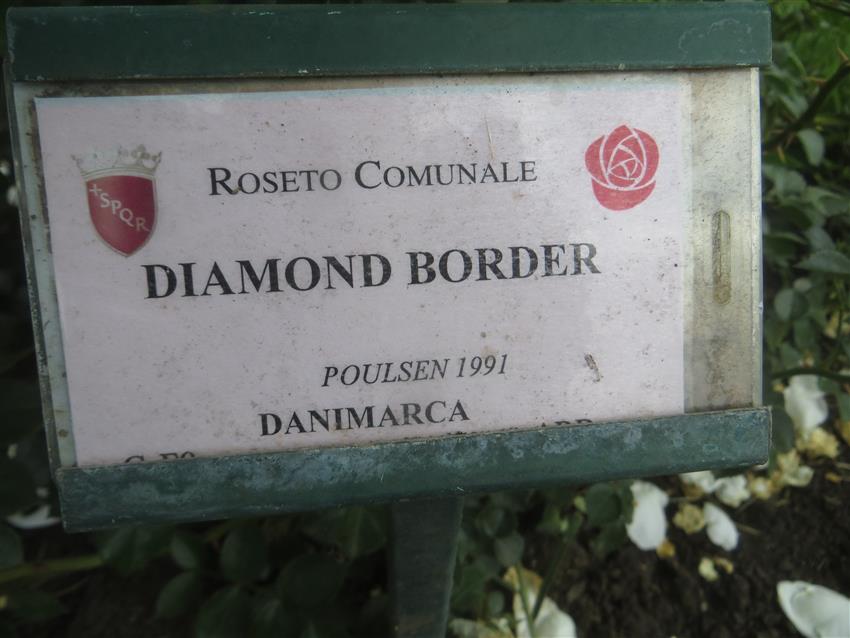 ROSETO COMUNALE
+SPQR
DIAMOND BORDER
POULSEN 1991
DANIMARCA